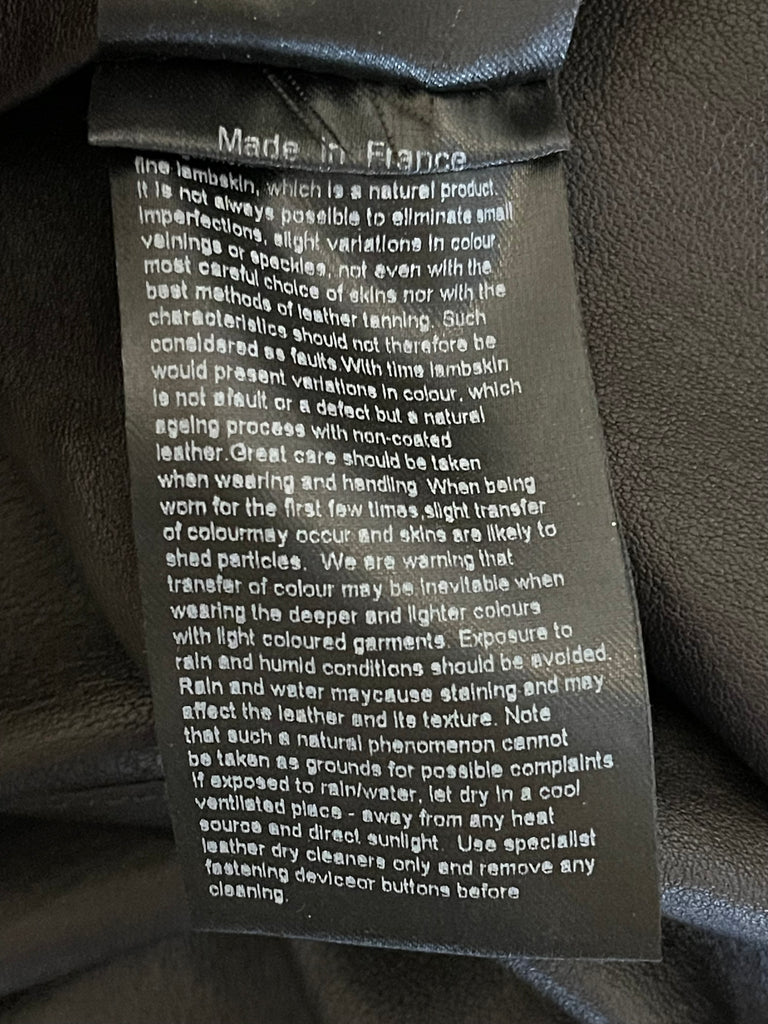 Made in France
fine lambskin, which is a natural product.
It is not always possible to eliminate small
imperfections, slight variations in colour,
veinings or speckles, not even with the
most careful choice of skins nor with the
best methods of leather tanning. Such
characteristics should not therefore be
considered as faults.With time lambskin
would present variations in colour, which
is not afault or a defect but a natural
ageing process with non-coated
leather.Great care should be taken
when wearing and handling When being
worn for the first few times,slight transfer
of colourmay occur and skins are likely to
shed particles. We are warning that
transfer of colour may be inevitable when
wearing the deeper and lighter colours
with light coloured garments. Exposure to
rain and humid conditions should be avoided.
Rain and water maycause staining and may
affect the leather and its texture. Note
that such a natural phenomenon cannot
be taken as grounds for possible complaints
If exposed to rain/water, let dry in a cool
ventilated place - away from any heat
source and direct sunlight. Use specialist
leather dry cleaners only and remove any
fastening deviceor buttons before
cleaning.